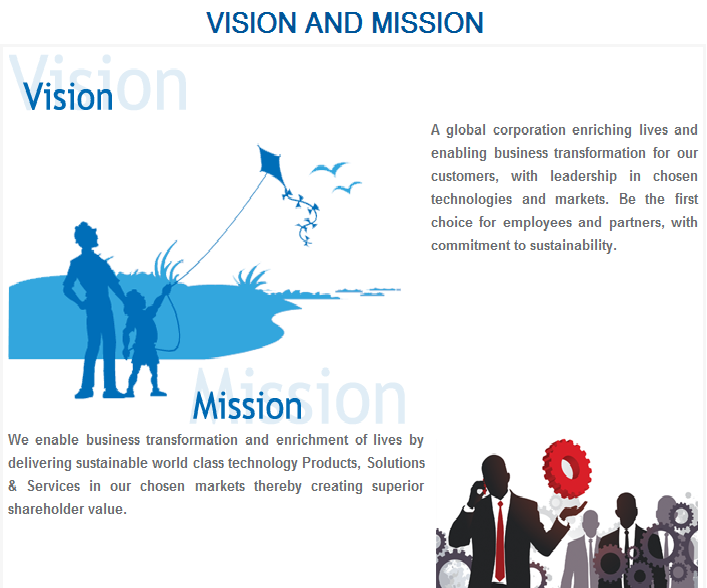 VISION AND MISSION
Vision
Vision
A global corporation enriching lives and
enabling business transformation for our
customers, with leadership in chosen
technologies and markets. Be the first
choice for employees and partners, with
commitment to sustainability.
Mission
Mission
We enable business transformation and enrichment of lives by
delivering sustainable world class technology Products, Solutions
& Services in our chosen markets thereby creating superior
shareholder value.